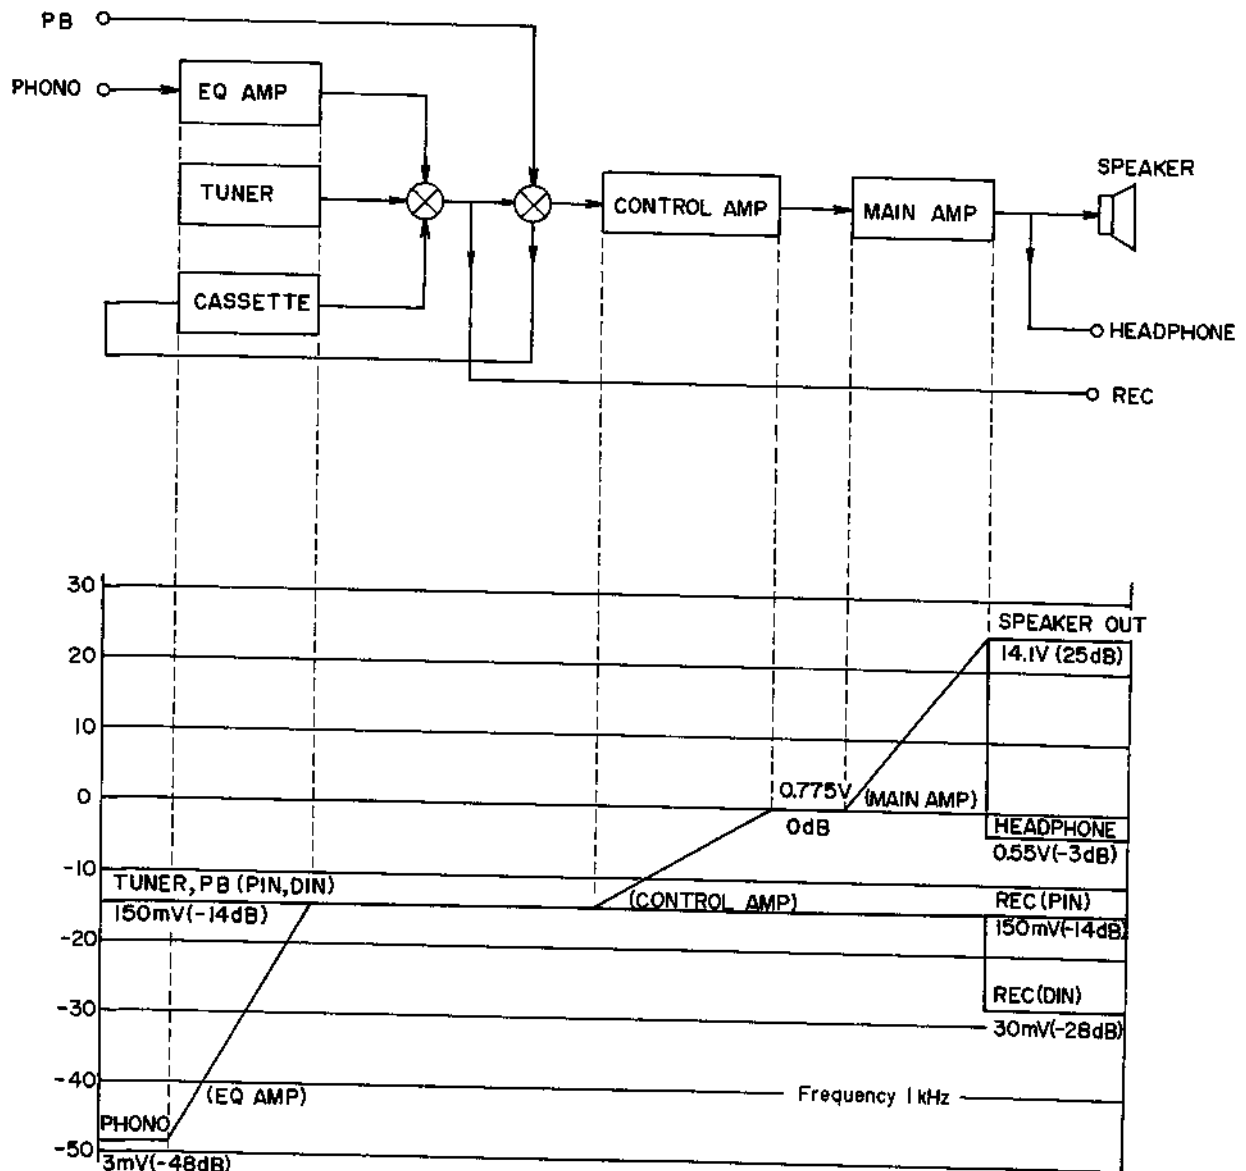 PB
PHONO
EQ AMP
TUNER
CASSETTE
CONTROL AMP
MAIN AMP
SPEAKER
HEADPHONE
REC
30
20
10
0
-10
-20
-30
-40
-50
SPEAKER OUT
14.1V (25dB)
0.775V
0dB
(MAIN AMP)
HEADPHONE
0.55V(-3dB)
TUNER, PB (PIN, DIN)
150mV(-14dB)
(CONTROL AMP)
REC (PIN)
150mV(-14dB)
REC(DIN)
30mV(-28dB)
(EQ AMP)
Frequency 1 kHz
PHONO
3mV(-48dB)